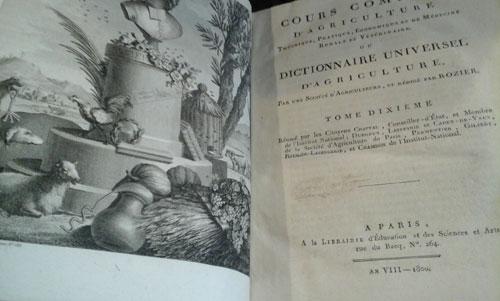 COURS COMP
D'AGRICULTURE
THÉORIQUE, PRATIQUE, ÉCONOMIQUE, ET DE MÉDECINE
RURALE ET VÉTÉRINAIRE.
OU
DICTIONNAIRE UNIVERSEL
D'AGRICULTURE,
PAR UNE SOCIÉTÉ D'AGRICULTEURS, ET RÉDIGÉ PAR ROZIER.
TOME DIXIEME
Rédigé par les Citoyens CHAPTAL, Conseiller-d'État, et Membre
de l'Institut National; DUSSIEUX, LASTEYRIE et CADET-DE-VAUX,
de la Société d'Agriculture de Paris; PARMENTIER, GILBERT,
et CHAMBON de l'Institut-National.
A PARIS,
A la LIBRAIRIE d'Éducation et des Sciences et Arts
rue du Bacq, N°. 264.
AN VIII — 1800.